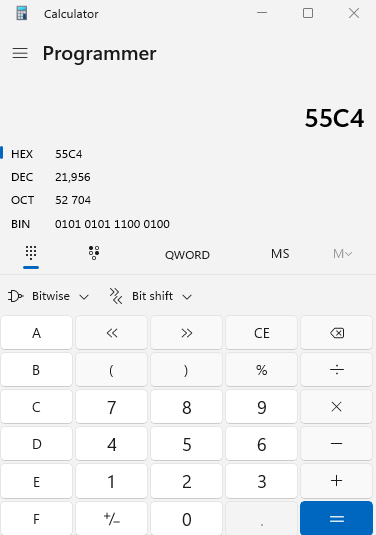 Calculator
Programmer
55C4
HEX 55C4
DEC 21,956
OCT 52 704
BIN 0101 0101 1100 0100
QWORD MS M
Bitwise Bit shift
A « » CE
B ( ) % ÷
C 7 8 9 ×
D 4 5 6 −
E 1 2 3 +
F +/− 0 . =